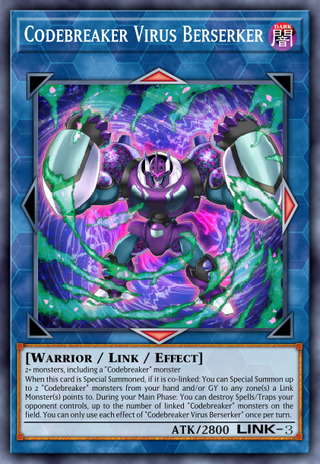 Codebreaker Virus Berserker
DARK
闇
[Warrior / Link / Effect]
2+ monsters, including a "Codebreaker" monster
When this card is Special Summoned, if it is co-linked: You can Special Summon up
to 2 "Codebreaker" monsters from your hand and/or GY to any zone(s) a Link
Monster(s) points to. During your Main Phase: You can destroy Spells/Traps your
opponent controls, up to the number of linked "Codebreaker" monsters on the
field. You can only use each effect of "Codebreaker Virus Berserker" once per turn.
ATK/2800 LINK-3